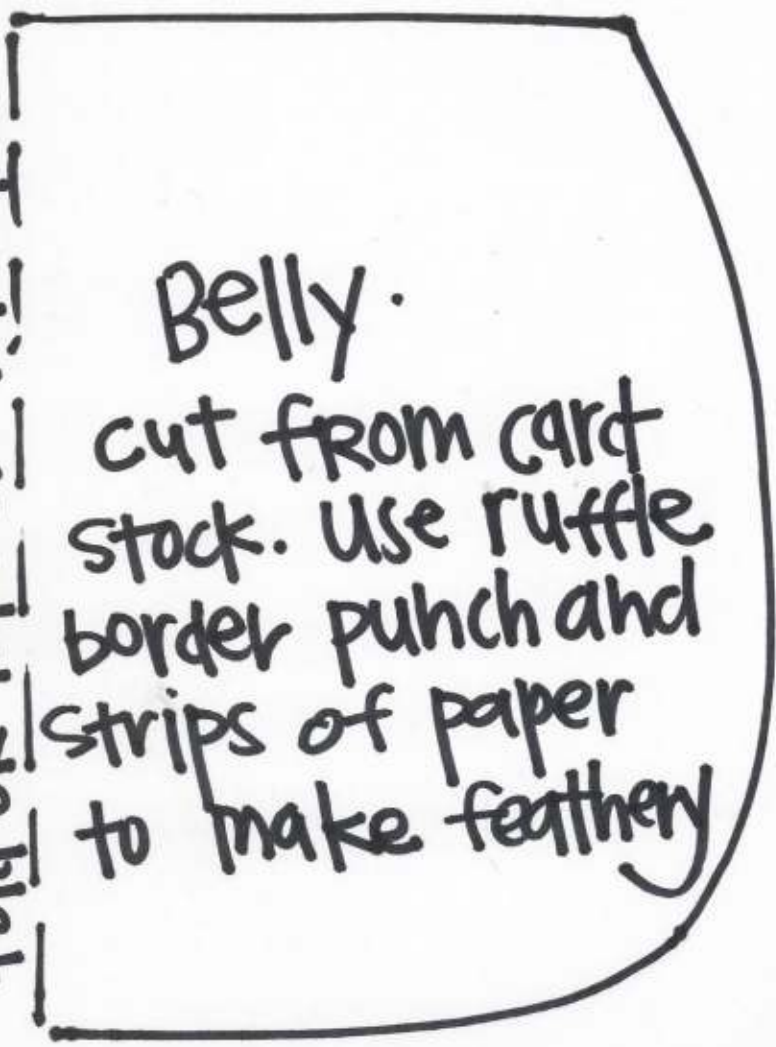 Belly.
cut from card
stock. Use ruffle
border punch and
strips of paper
to make feathery